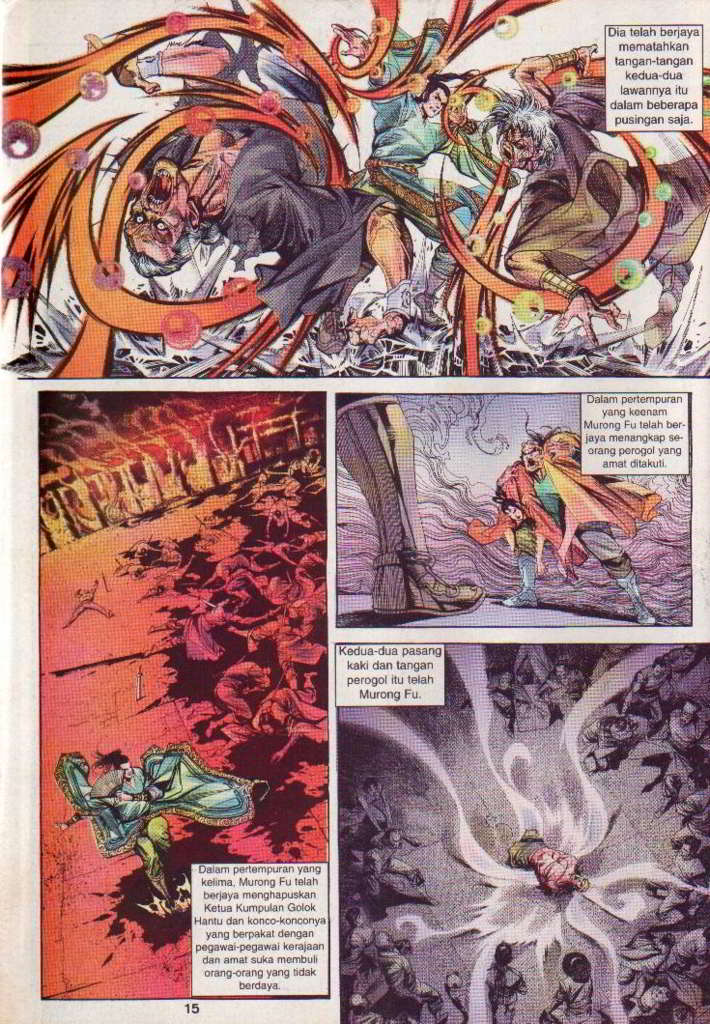 Dia telah berjaya
mematahkan
tangan-tangan
kedua-dua
lawannya itu
dalam beberapa
pusingan saja.
Dalam pertempuran yang
kelima, Murong Fu telah
berjaya menghapuskan
Ketua Kumpulan Golok
Hantu dan konco-konconya
yang berpakat dengan
pegawai-pegawai kerajaan
dan amat suka membuli
orang-orang yang tidak
berdaya.
Dalam pertempuran
yang keenam
Murong Fu telah ber-
jaya menangkap se-
orang perogol yang
amat ditakuti.
Kedua-dua pasang
kaki dan tangan
perogol itu telah
Murong Fu.
15